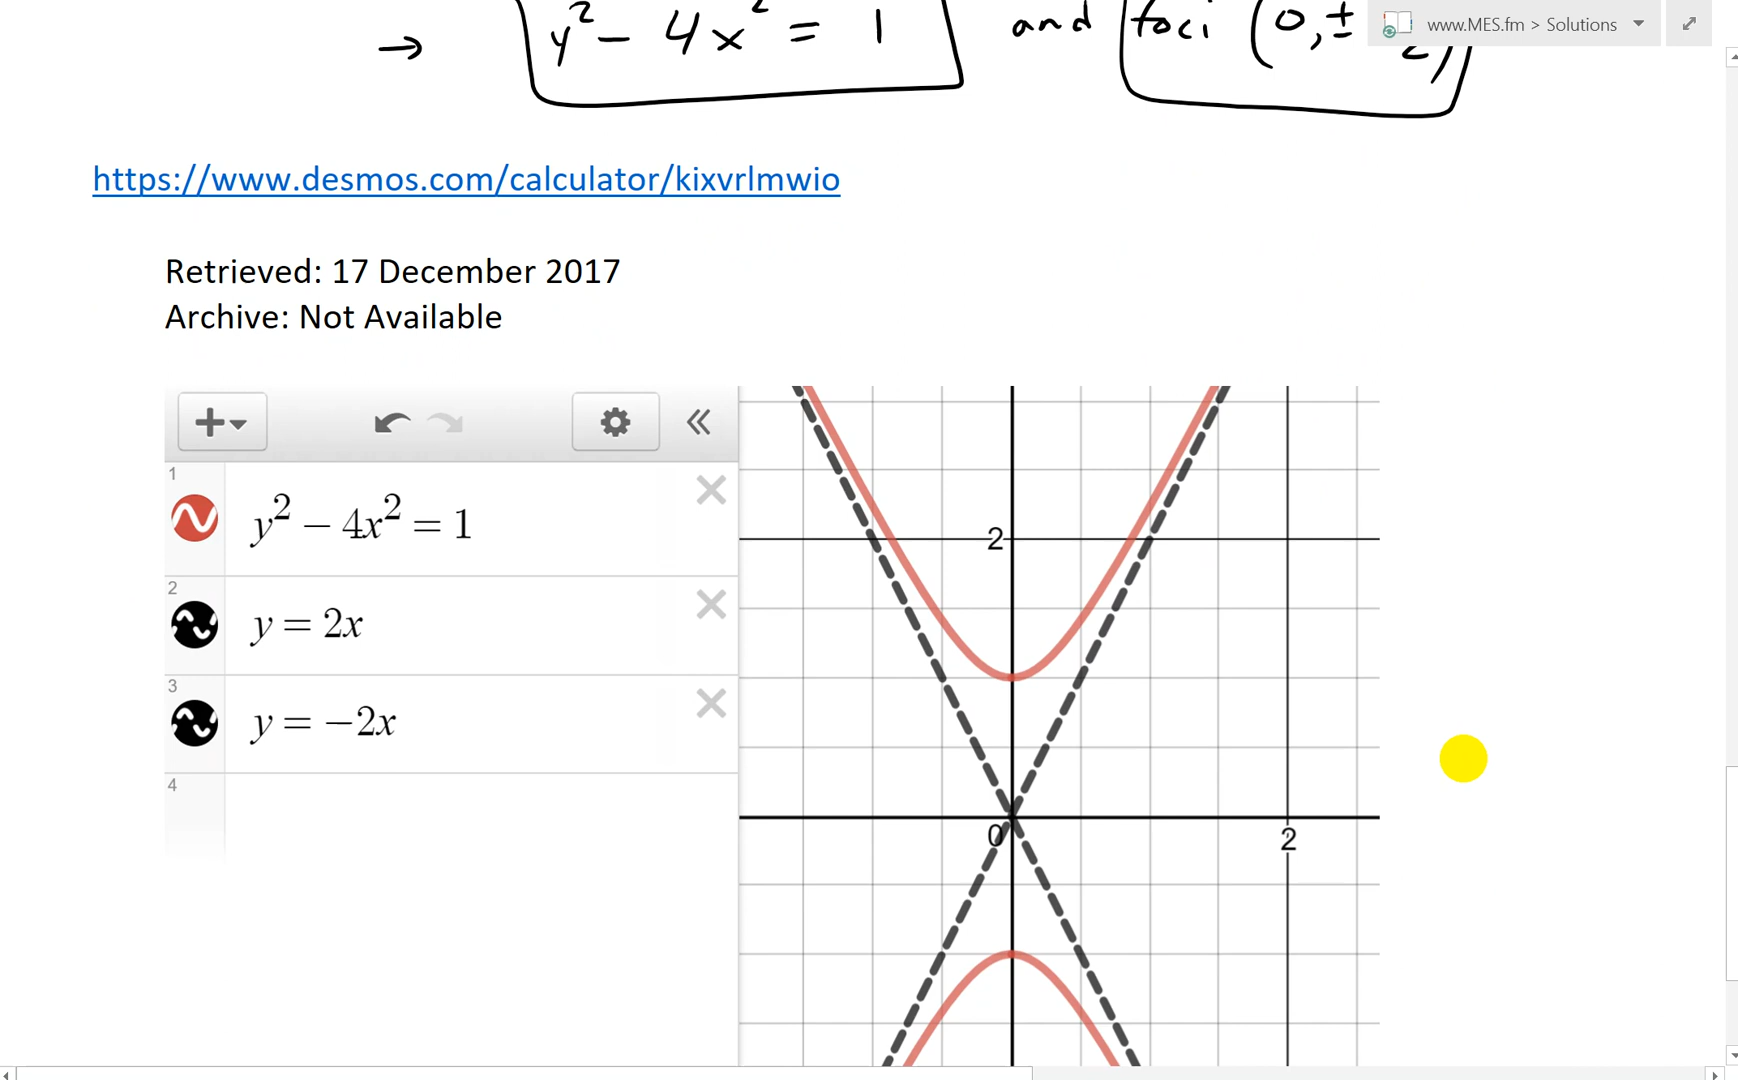 → y² - 4x² = 1 and foci (0, ± 2)
www.MES.fm > Solutions
https://www.desmos.com/calculator/kixvrlmwio
Retrieved: 17 December 2017
Archive: Not Available
1
y² − 4x² = 1
2
y = 2x
3
y = −2x
4
2
0
2